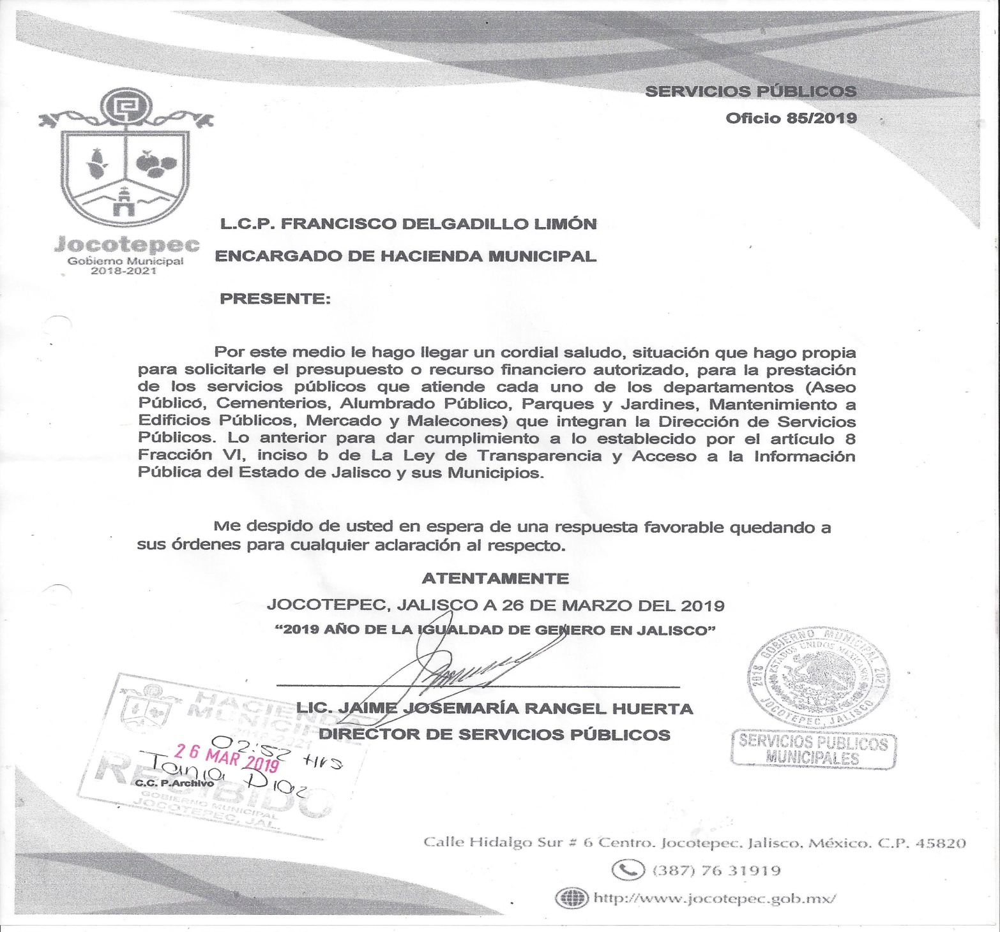 SERVICIOS PÚBLICOS
Oficio 85/2019
Jocotepec
Gobierno Municipal
2018-2021
L.C.P. FRANCISCO DELGADILLO LIMÓN
ENCARGADO DE HACIENDA MUNICIPAL
PRESENTE:
Por este medio le hago llegar un cordial saludo, situación que hago propia
para solicitarle el presupuesto o recurso financiero autorizado, para la prestación
de los servicios públicos que atiende cada uno de los departamentos (Aseo
Públicó, Cementerios, Alumbrado Público, Parques y Jardines, Mantenimiento a
Edificios Públicos, Mercado y Malecones) que integran la Dirección de Servicios
Públicos. Lo anterior para dar cumplimiento a lo establecido por el artículo 8
Fracción VI, inciso b de La Ley de Transparencia y Acceso a la Información
Pública del Estado de Jalisco y sus Municipios.
Me despido de usted en espera de una respuesta favorable quedando a
sus órdenes para cualquier aclaración al respecto.
ATENTAMENTE
JOCOTEPEC, JALISCO A 26 DE MARZO DEL 2019
“2019 AÑO DE LA IGUALDAD DE GENERO EN JALISCO”
LIC. JAIME JOSEMARÍA RANGEL HUERTA
DIRECTOR DE SERVICIOS PÚBLICOS
2018 GOBIERNO MUNICIPAL 2021
ESTADOS UNIDOS MEXICANOS
JOCOTEPEC, JALISCO
SERVICIOS PUBLICOS
MUNICIPALES
HACIENDA
MUNICIPAL
2018-2021
02:52 Hrs
26 MAR 2019
Tania Diaz
RECIBIDO
C.C. P.Archivo
GOBIERNO MUNICIPAL
JOCOTEPEC, JAL.
Calle Hidalgo Sur # 6 Centro. Jocotepec. Jalisco. México. C.P. 45820
(387) 76 31919
http://www.jocotepec.gob.mx/